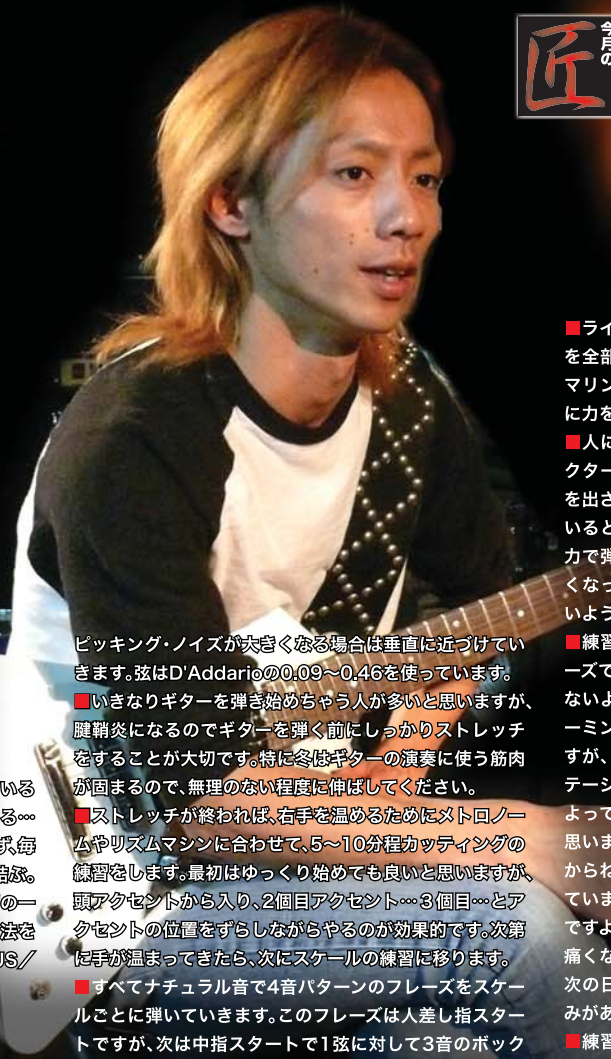 今月の
匠
いる
る…
ず、毎
結ぶ。
の一
法を
US／
ピッキング・ノイズが大きくなる場合は垂直に近づけてい
きます。弦はD'Addarioの0.09〜0.46を使っています。
■いきなりギターを弾き始めちゃう人が多いと思いますが、
腱鞘炎になるのでギターを弾く前にしっかりストレッチ
をすることが大切です。特に冬はギターの演奏に使う筋肉
が固まるので、無理のない程度に伸ばしてください。
■ストレッチが終われば、右手を温めるためにメトロノー
ムやリズムマシンに合わせて、5〜10分程カッティングの
練習をします。最初はゆっくり始めても良いと思いますが、
頭アクセントから入り、2個目アクセント…3個目…とア
クセントの位置をずらしながらやるのが効果的です。次第
に手が温まってきたら、次にスケールの練習に移ります。
■すべてナチュラル音で4音パターンのフレーズをスケー
ルごとに弾いていきます。このフレーズは人差し指スター
トですが、次は中指スタートで1弦に対して3音のボック
■ライ
を全部
マリン
に力を
■人に
クター
を出さ
いると
力で弾
くなっ
いよう
■練習
ーズで
ないよ
ーミン
すが、
テーシ
よって
思いま
からね
ていま
ですよ
痛くな
次の日
みがあ
■練習